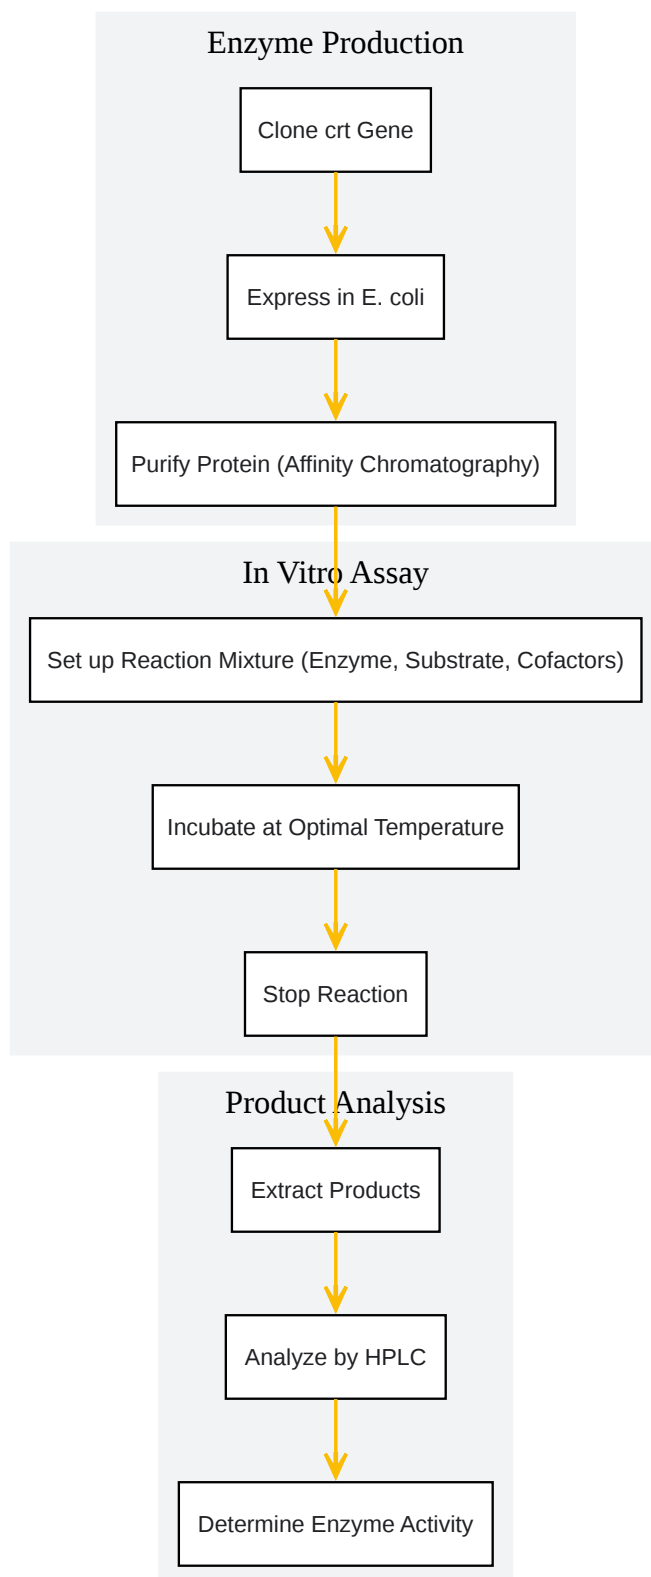 Enzyme Production
Clone crt Gene
Express in E. coli
Purify Protein (Affinity Chromatography)
In Vitro Assay
Set up Reaction Mixture (Enzyme, Substrate, Cofactors)
Incubate at Optimal Temperature
Stop Reaction
Product Analysis
Extract Products
Analyze by HPLC
Determine Enzyme Activity